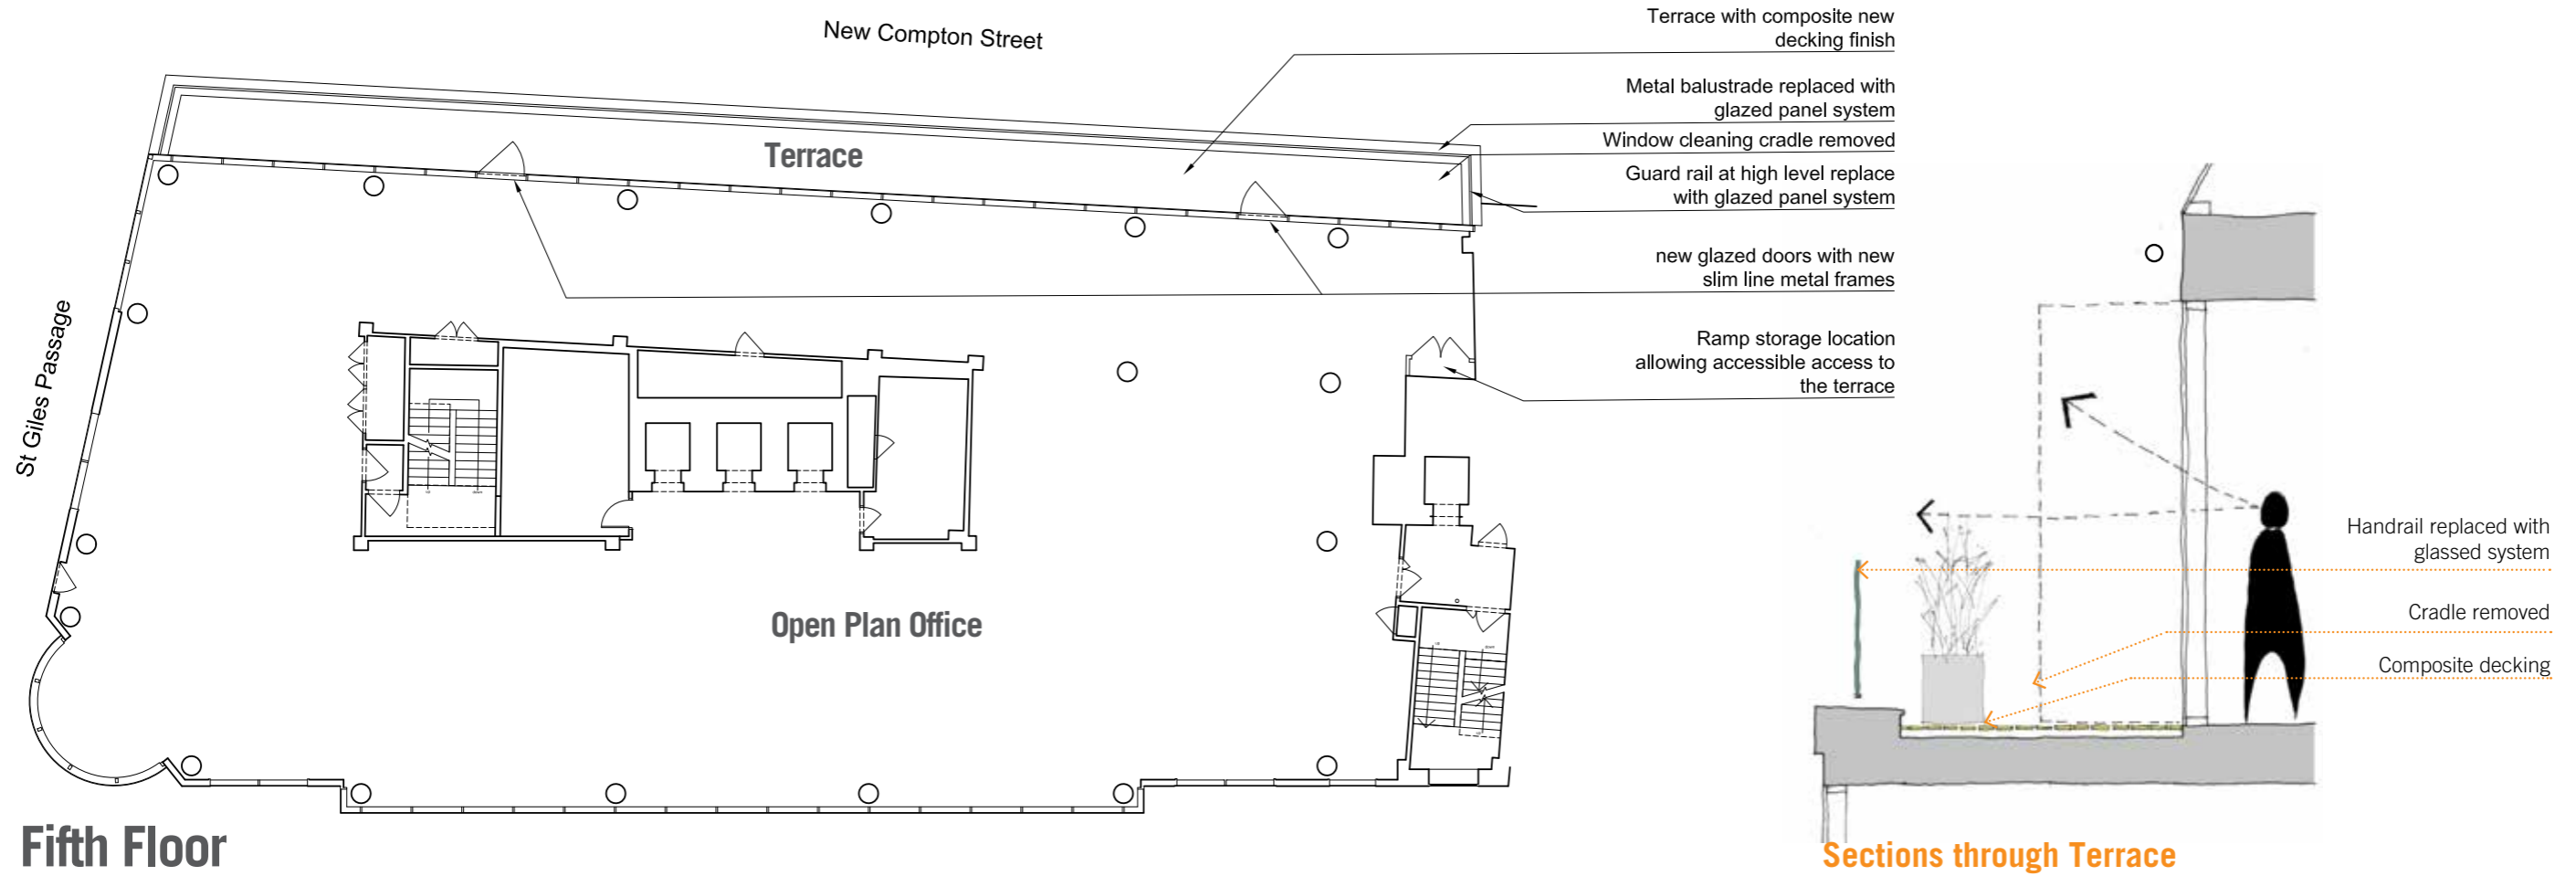 New Compton Street
Terrace with composite new
decking finish
Metal balustrade replaced with
glazed panel system
Window cleaning cradle removed
Guard rail at high level replace
with glazed panel system
new glazed doors with new
slim line metal frames
Ramp storage location
allowing accessible access to
the terrace
Terrace
St Giles Passage
Open Plan Office
Fifth Floor
Handrail replaced with
glassed system
Cradle removed
Composite decking
Sections through Terrace